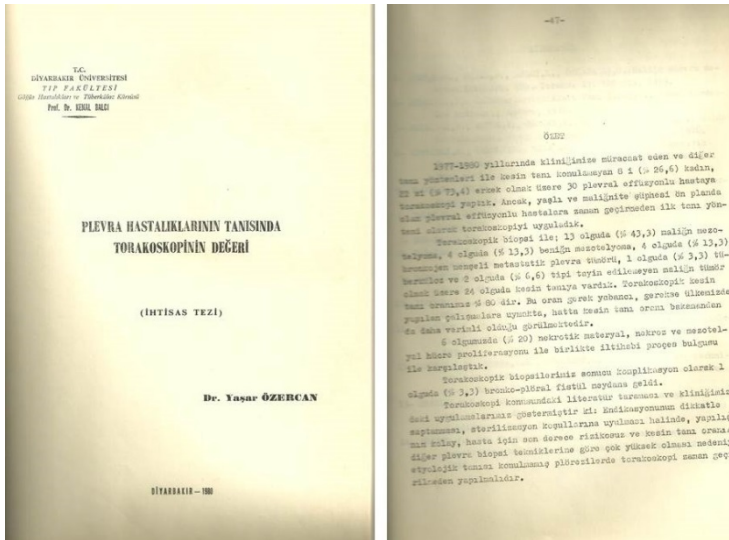 T.C.
DİYARBAKIR ÜNİVERSİTESİ
TIP FAKÜLTESİ
Göğüs Hastalıkları ve Tüberküloz Kürsüsü
Prof. Dr. KEMAL BALCI
PLEVRA HASTALIKLARININ TANISINDA
TORAKOSKOPİNİN DEĞERİ
(İHTİSAS TEZİ)
Dr. Yaşar ÖZERCAN
DİYARBAKIR — 1980
-47-
ÖZET
1977-1980 yıllarında kliniğimize müracaat eden ve diğer
tanı yöntemleri ile kesin tanı konulamayan 8 i (% 26,6) kadın,
22 si (% 73,4) erkek olmak üzere 30 plevral effüzyonlu hastaya
torakoskopi yaptık. Ancak, yaşlı ve malignite şüphesi ön planda
olan plevral effüzyonlu hastalara zaman geçirmeden ilk tanı yön-
temi olarak torakoskopiyi uyguladık.
Torakoskopik biopsi ile; 13 olguda (% 43,3) malign mezo-
telyoma, 4 olguda (% 13,3) benign mezotelyoma, 4 olguda (% 13,3)
bronkojen menşeli metastatik plevra tümörü, 1 olguda (% 3,3) tü-
berküloz ve 2 olguda (% 6,6) tipi tayin edilemeyen malign tümör
olmak üzere 24 olguda kesin tanıya vardık. Torakoskopik kesin
tanı oranımız % 80 dir. Bu oran gerek yabancı, gerekse ülkemizde
yapılan çalışmalara uymakta, hatta kesin tanı oranı bakımından
da daha verimli olduğu görülmektedir.
6 olgumuzda (% 20) nekrotik materyal, nekroz ve mezotel-
yal hücre proliferasyonu ile birlikte iltihabi proçes bulgusu
ile karşılaştık.
Torakoskopik biopsilerimiz sonucu komplikasyon olarak 1
olguda (% 3,3) bronko-plöral fistül meydana geldi.
Torakoskopi konusundaki literatür taraması ve kliniğimiz
deki uygulamalarımız göstermiştir ki: Endikasyonunun dikkatle
saptanması, sterilizasyon koşullarına uyulması halinde, yapılış
nın kolay, hasta için son derece rizikosuz ve kesin tanı oranı
diğer plevra biopsi tekniklerine göre çok yüksek olması nedeniy
etyolojik tanısı konulamamış plörezilerde torakoskopi zaman geçi
rilmeden yapılmalıdır.